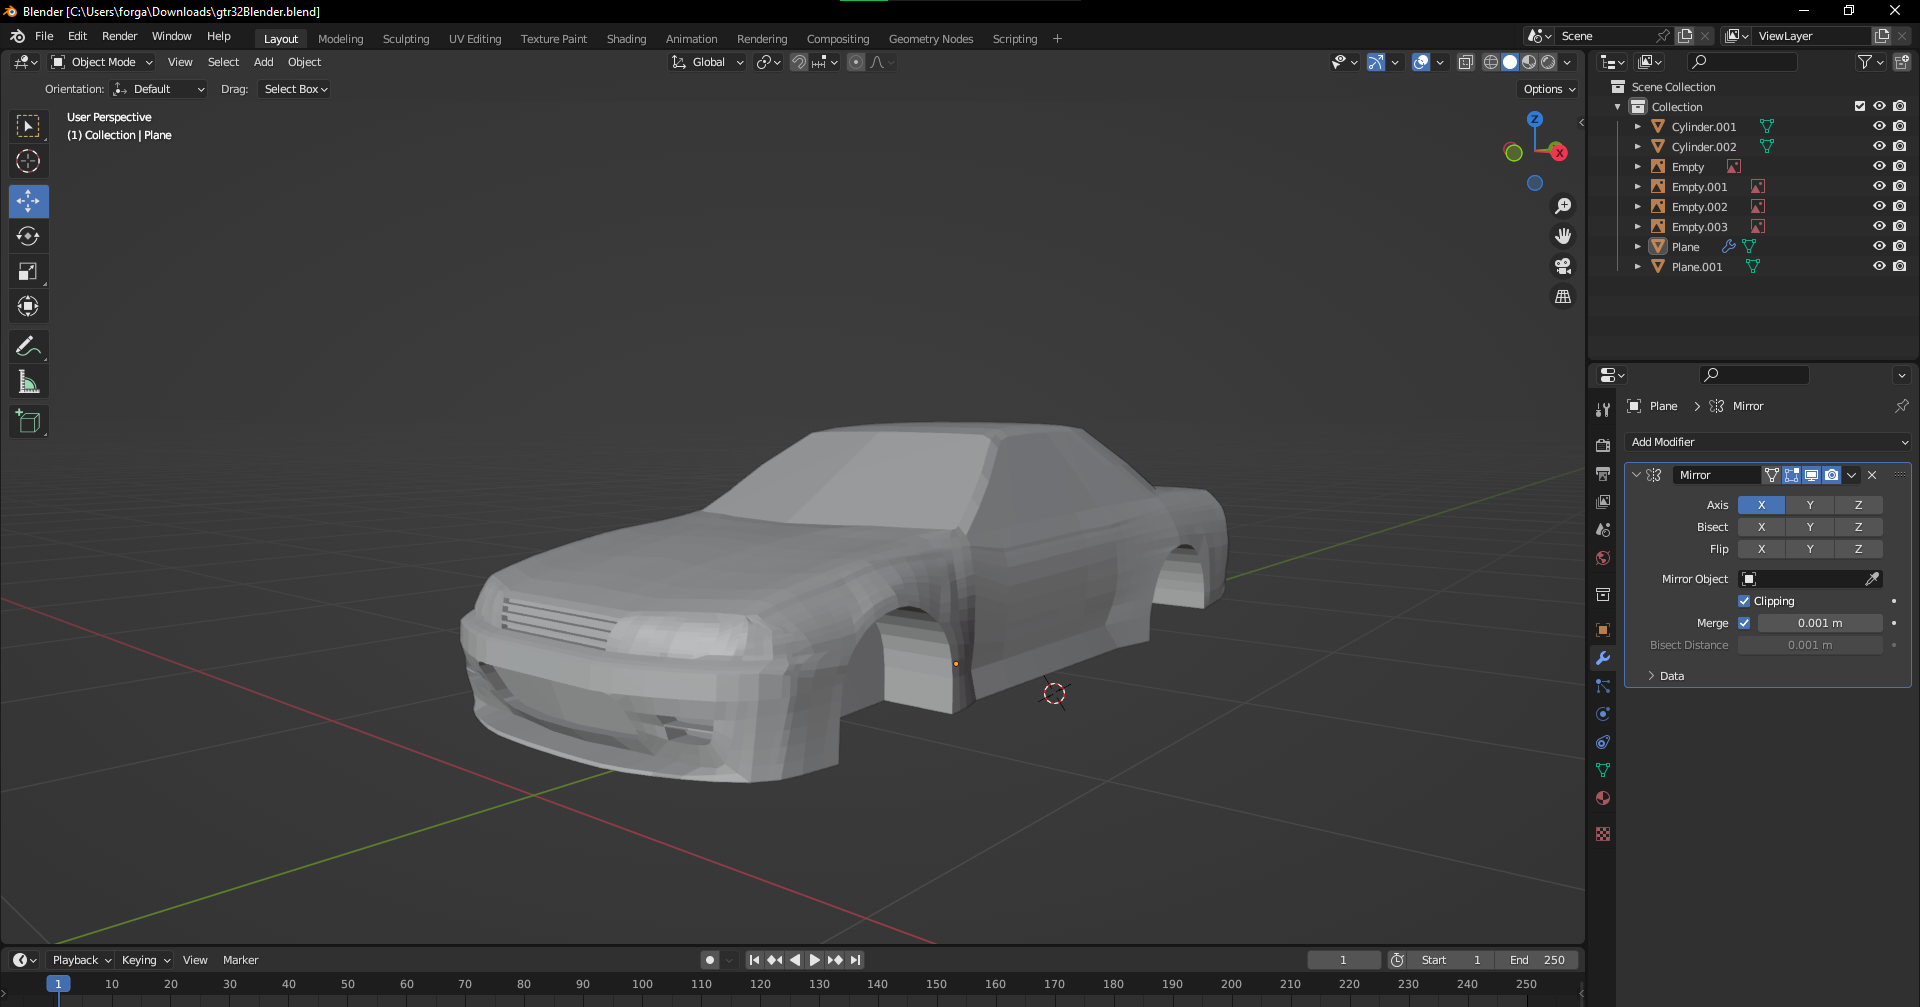 Blender [C:\Users\forga\Downloads\gtr32Blender.blend]
File Edit Render Window Help Layout Modeling Sculpting UV Editing Texture Paint Shading Animation Rendering Compositing Geometry Nodes Scripting + Scene ViewLayer
Object Mode View Select Add Object Global
Orientation: Default Drag: Select Box Options
User Perspective
(1) Collection | Plane
Z
X
Scene Collection
Collection
Cylinder.001
Cylinder.002
Empty
Empty.001
Empty.002
Empty.003
Plane
Plane.001
Plane > Mirror
Add Modifier
Mirror
Axis X Y Z
Bisect X Y Z
Flip X Y Z
Mirror Object
Clipping
Merge 0.001 m
Bisect Distance 0.001 m
Data
Playback Keying View Marker 1 Start 1 End 250
1 10 20 30 40 50 60 70 80 90 100 110 120 130 140 150 160 170 180 190 200 210 220 230 240 250